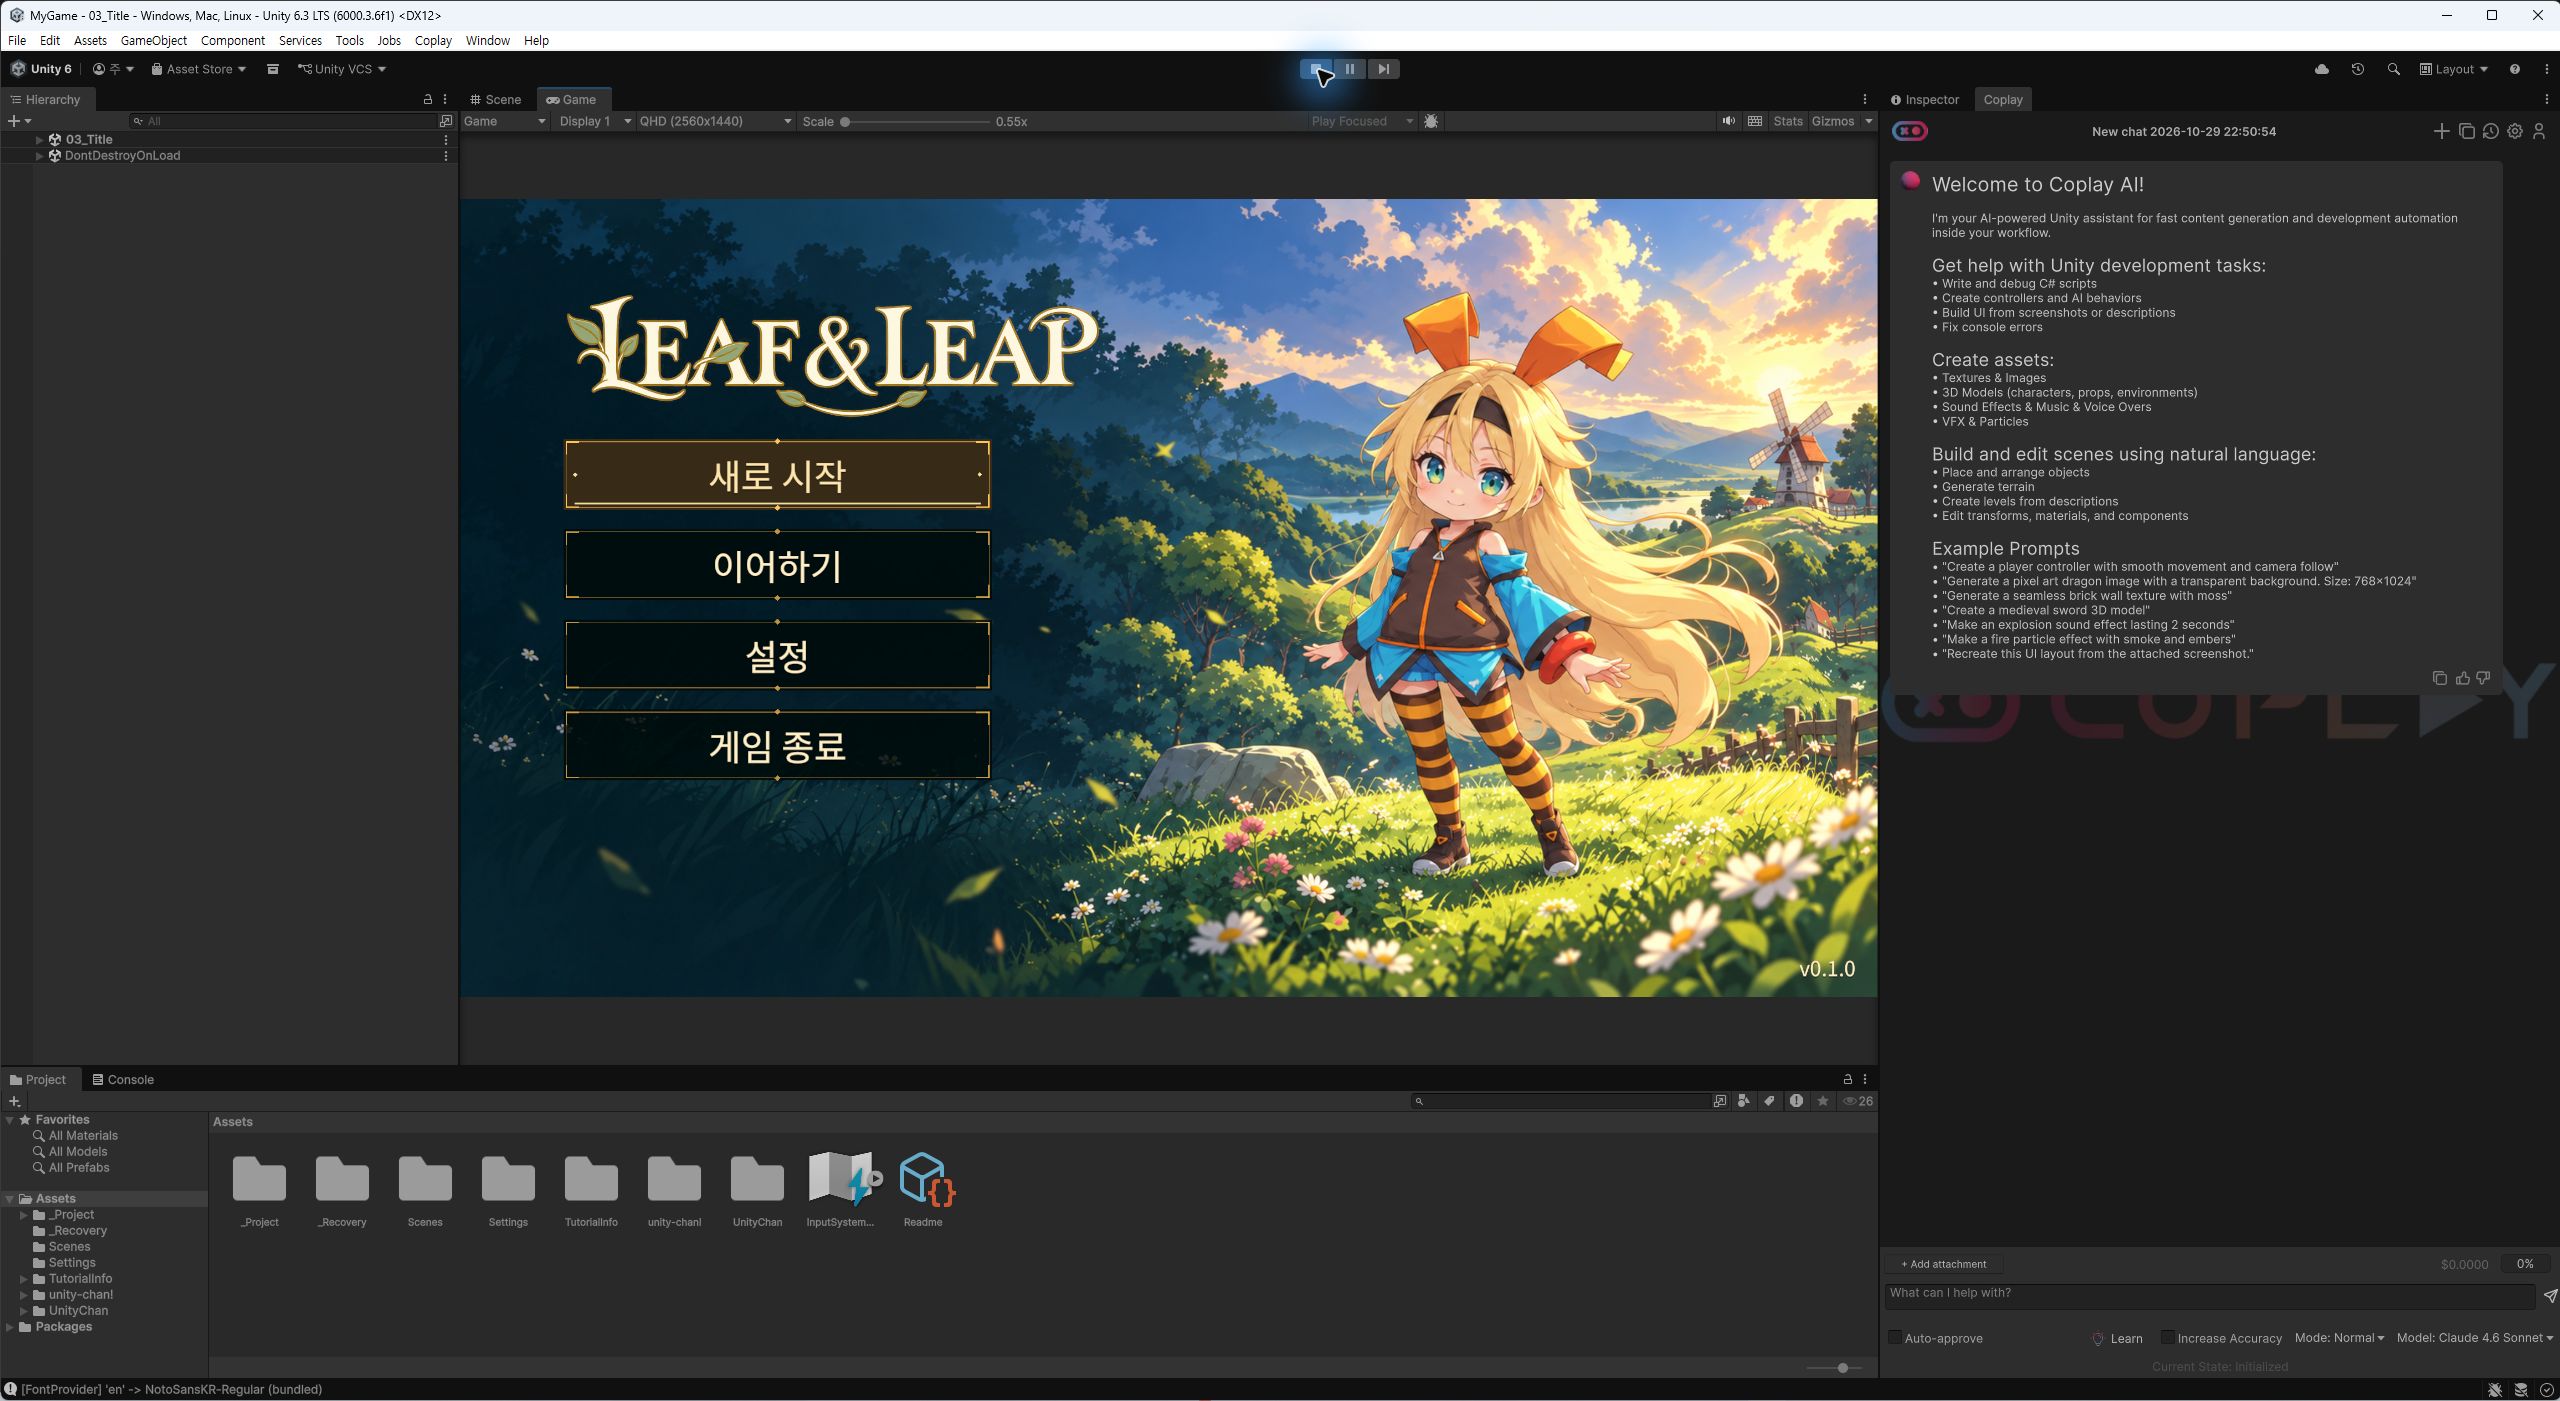 MyGame - 03_Title - Windows, Mac, Linux - Unity 6.3 LTS (6000.3.6f1) <DX12>
File Edit Assets GameObject Component Services Tools Jobs Coplay Window Help
Unity 6 주 Asset Store Unity VCS Layout
Hierarchy
All
03_Title
DontDestroyOnLoad
Scene Game
Game Display 1 QHD (2560x1440) Scale 0.55x Play Focused Stats Gizmos
LEAF&LEAP
새로 시작
이어하기
설정
게임 종료
v0.1.0
Inspector Coplay
New chat 2026-10-29 22:50:54
Welcome to Coplay AI!
I'm your AI-powered Unity assistant for fast content generation and development automation
inside your workflow.
Get help with Unity development tasks:
• Write and debug C# scripts
• Create controllers and AI behaviors
• Build UI from screenshots or descriptions
• Fix console errors
Create assets:
• Textures & Images
• 3D Models (characters, props, environments)
• Sound Effects & Music & Voice Overs
• VFX & Particles
Build and edit scenes using natural language:
• Place and arrange objects
• Generate terrain
• Create levels from descriptions
• Edit transforms, materials, and components
Example Prompts
• "Create a player controller with smooth movement and camera follow"
• "Generate a pixel art dragon image with a transparent background. Size: 768×1024"
• "Generate a seamless brick wall texture with moss"
• "Create a medieval sword 3D model"
• "Make an explosion sound effect lasting 2 seconds"
• "Make a fire particle effect with smoke and embers"
• "Recreate this UI layout from the attached screenshot."
COPLAY
+ Add attachment $0.0000 0%
What can I help with?
Auto-approve Learn Increase Accuracy Mode: Normal Model: Claude 4.6 Sonnet
Current State: Initialized
Project Console
26
Favorites
All Materials
All Models
All Prefabs
Assets
_Project
_Recovery
Scenes
Settings
TutorialInfo
unity-chan!
UnityChan
Packages
Assets
_Project _Recovery Scenes Settings TutorialInfo unity-chan! UnityChan InputSystem... Readme
[FontProvider] 'en' -> NotoSansKR-Regular (bundled)